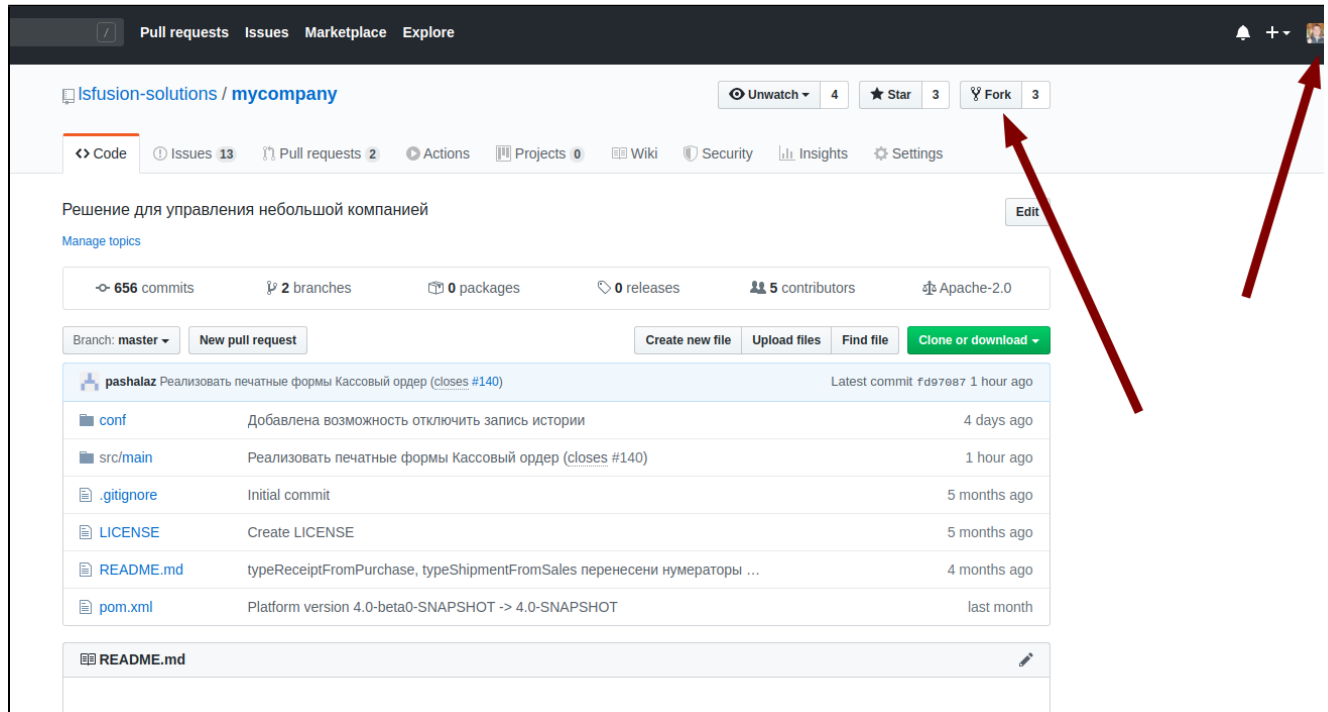 / Pull requests Issues Marketplace Explore
lsfusion-solutions / mycompany
Unwatch 4 Star 3 Fork 3
Code Issues 13 Pull requests 2 Actions Projects 0 Wiki Security Insights Settings
Решение для управления небольшой компанией Edit
Manage topics
656 commits 2 branches 0 packages 0 releases 5 contributors Apache-2.0
Branch: master New pull request Create new file Upload files Find file Clone or download
pashalaz Реализовать печатные формы Кассовый ордер (closes #140) Latest commit fd97087 1 hour ago
conf Добавлена возможность отключить запись истории 4 days ago
src/main Реализовать печатные формы Кассовый ордер (closes #140) 1 hour ago
.gitignore Initial commit 5 months ago
LICENSE Create LICENSE 5 months ago
README.md typeReceiptFromPurchase, typeShipmentFromSales перенесени нумераторы … 4 months ago
pom.xml Platform version 4.0-beta0-SNAPSHOT -> 4.0-SNAPSHOT last month
README.md